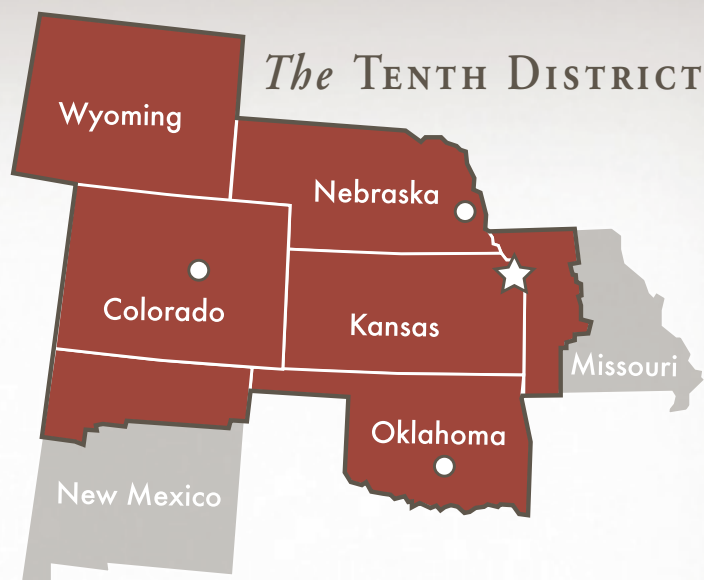 The Tenth District
Wyoming
Nebraska
Colorado
Kansas
Missouri
Oklahoma
New Mexico